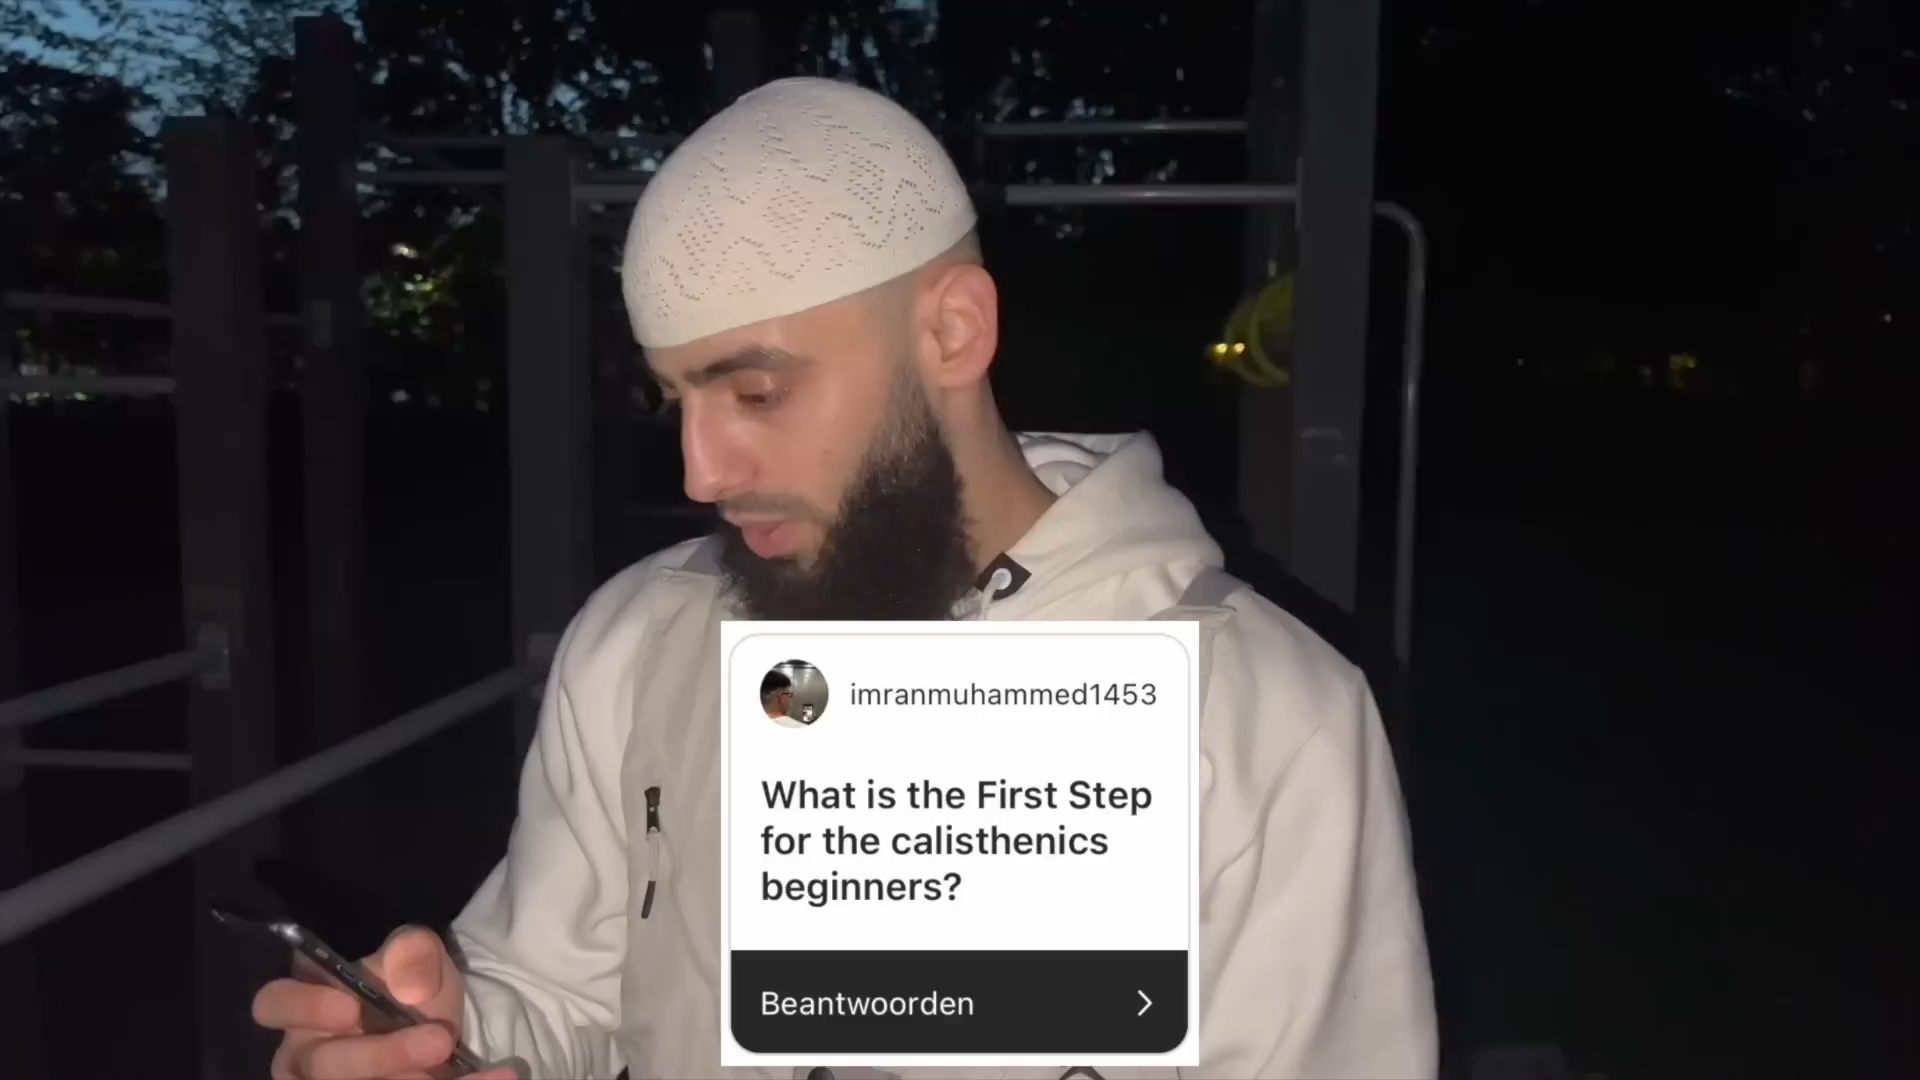 imranmuhammed1453
What is the First Step
for the calisthenics
beginners?
Beantwoorden